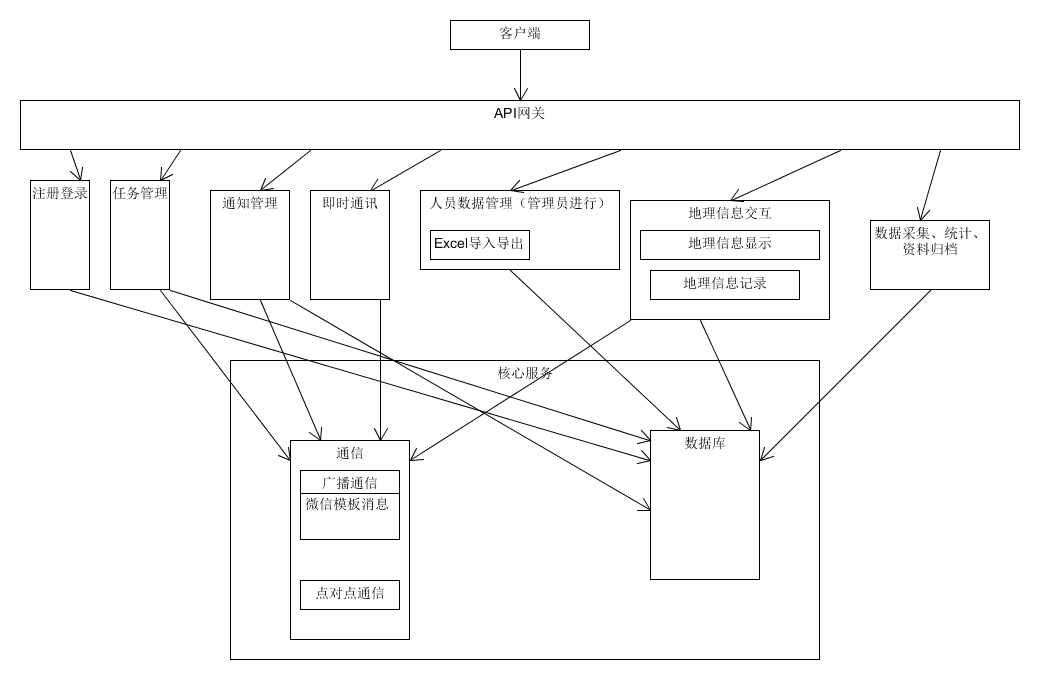 客户端
API网关
注册登录
任务管理
通知管理
即时通讯
人员数据管理（管理员进行）
Excel导入导出
地理信息交互
地理信息显示
地理信息记录
数据采集、统计、
资料归档
核心服务
通信
广播通信
微信模板消息
点对点通信
数据库